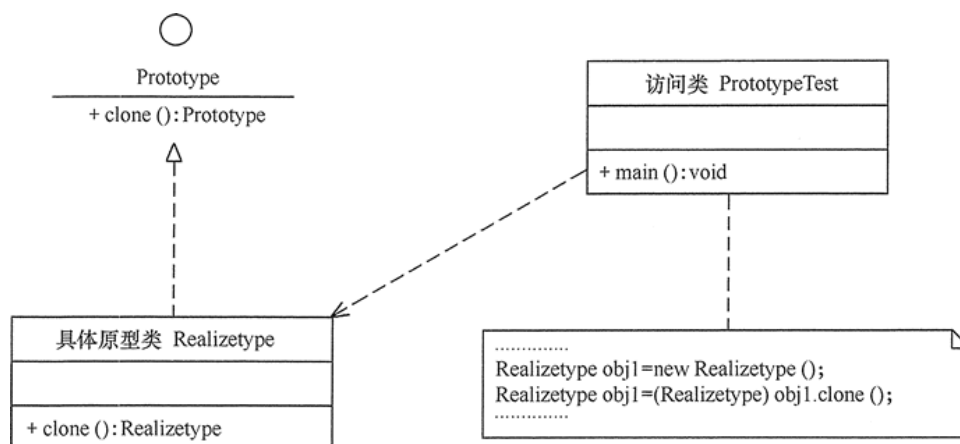 Prototype
+ clone ():Prototype
访问类 PrototypeTest
+ main ():void
具体原型类 Realizetype
+ clone ():Realizetype
..............
Realizetype obj1=new Realizetype ();
Realizetype obj1=(Realizetype) obj1.clone ();
..............